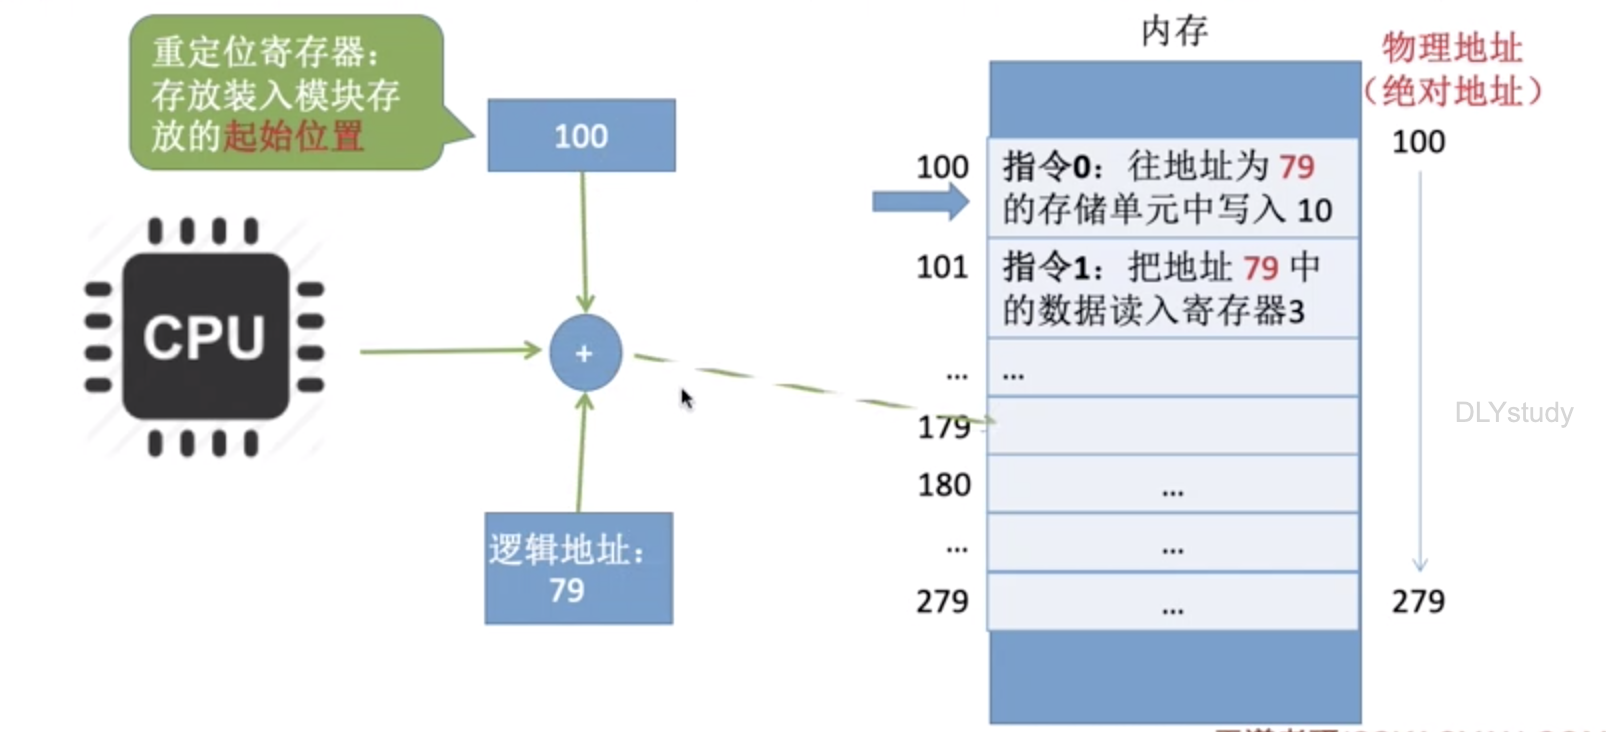 重定位寄存器：
存放装入模块存
放的起始位置
100
CPU
+
逻辑地址：
79
内存
物理地址
（绝对地址）
100
100
指令0：往地址为 79
的存储单元中写入 10
101
指令1：把地址 79 中
的数据读入寄存器3
...
...
179
180
...
...
...
279
...
279
DLYstudy